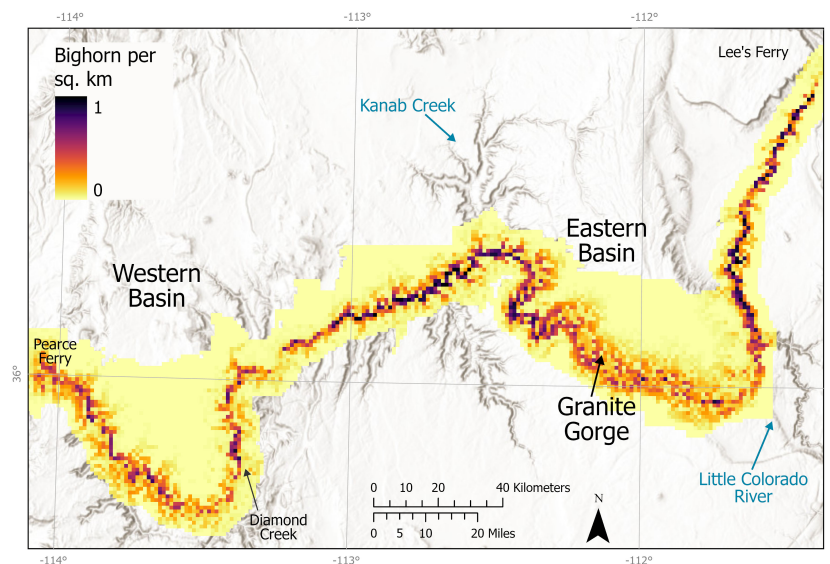 -114°
-113°
-112°
Bighorn per
sq. km
1
0
Lee's Ferry
Kanab Creek
Eastern
Basin
Western
Basin
Pearce
Ferry
36°
Granite
Gorge
Little Colorado
River
Diamond
Creek
0 10 20 40 Kilometers
0 5 10 20 Miles
N
-114°
-113°
-112°